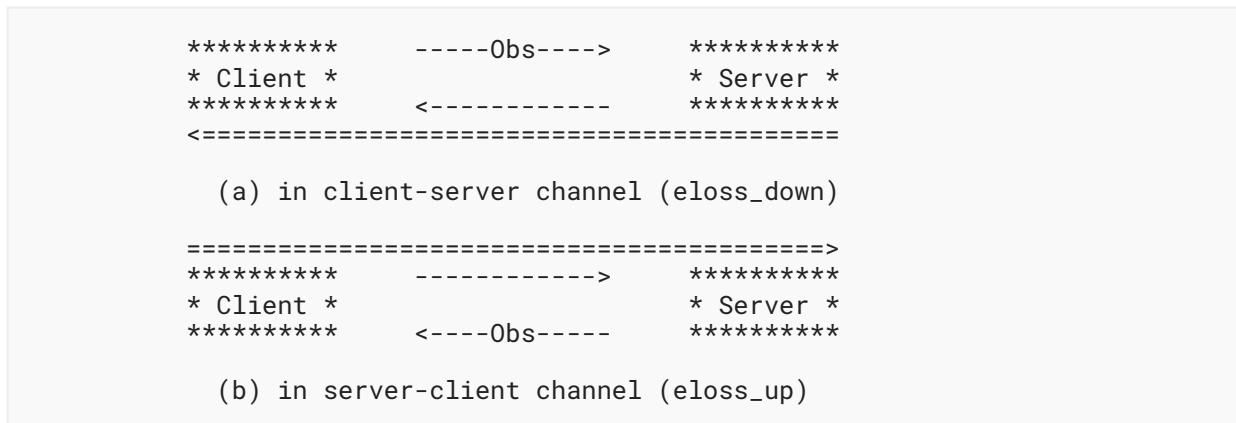 **********     -----Obs---->     **********
* Client *                       * Server *
**********     <------------     **********
<==========================================
(a) in client-server channel (eloss_down)
==========================================>
**********     ------------>     **********
* Client *                       * Server *
**********     <----Obs-----     **********
(b) in server-client channel (eloss_up)